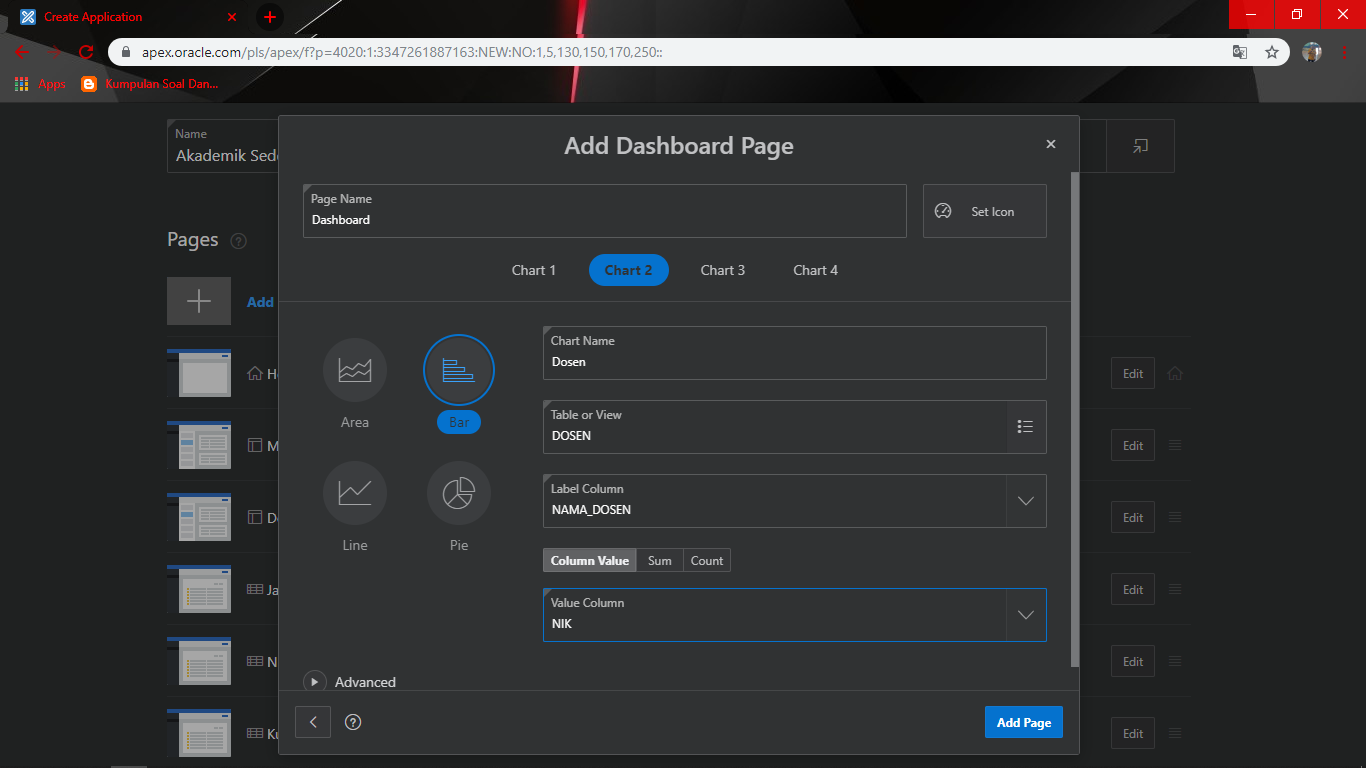 Create Application
apex.oracle.com/pls/apex/f?p=4020:1:3347261887163:NEW:NO:1,5,130,150,170,250::
Apps
Kumpulan Soal Dan...
Name
Akademik Sed
Add Dashboard Page
Page Name
Dashboard
Set Icon
Pages
Chart 1
Chart 2
Chart 3
Chart 4
Add
Chart Name
Dosen
Area
Bar
Table or View
DOSEN
Label Column
NAMA_DOSEN
Line
Pie
Column Value
Sum
Count
Value Column
NIK
Advanced
Add Page
H
Edit
M
Edit
D
Edit
Ja
Edit
N
Edit
Ku
Edit